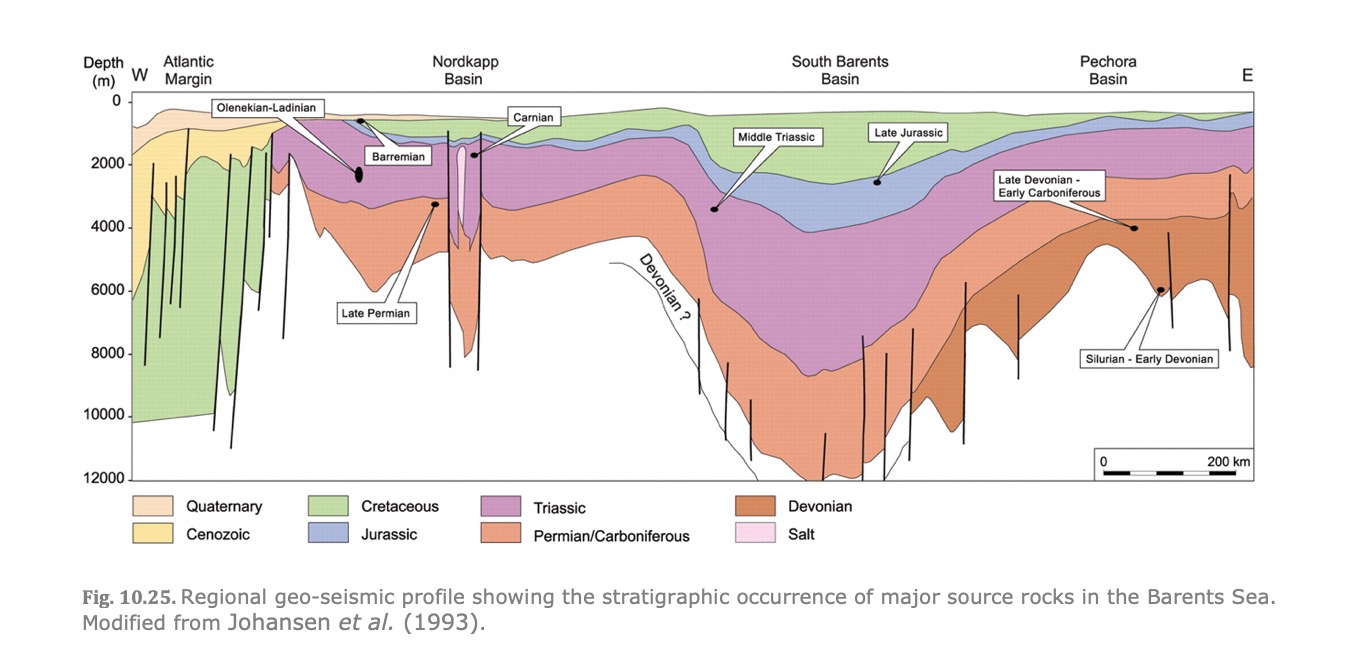 Depth
(m)
W
Atlantic
Margin
Nordkapp
Basin
South Barents
Basin
Pechora
Basin
E
0
2000
4000
6000
8000
10000
12000
Olenekian-Ladinian
Barremian
Carnian
Middle Triassic
Late Jurassic
Late Devonian -
Early Carboniferous
Late Permian
Devonian ?
Silurian - Early Devonian
0
200 km
Quaternary
Cretaceous
Triassic
Devonian
Cenozoic
Jurassic
Permian/Carboniferous
Salt
Fig. 10.25. Regional geo-seismic profile showing the stratigraphic occurrence of major source rocks in the Barents Sea.
Modified from Johansen et al. (1993).